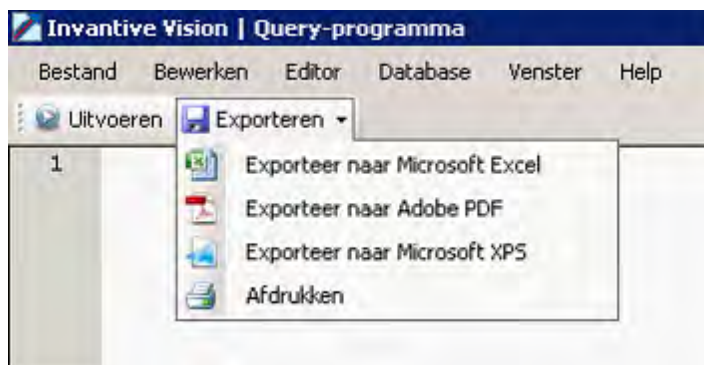 Invantive Vision | Query-programma
Bestand Bewerken Editor Database Venster Help
Uitvoeren Exporteren
1
Exporteer naar Microsoft Excel
Exporteer naar Adobe PDF
Exporteer naar Microsoft XPS
Afdrukken